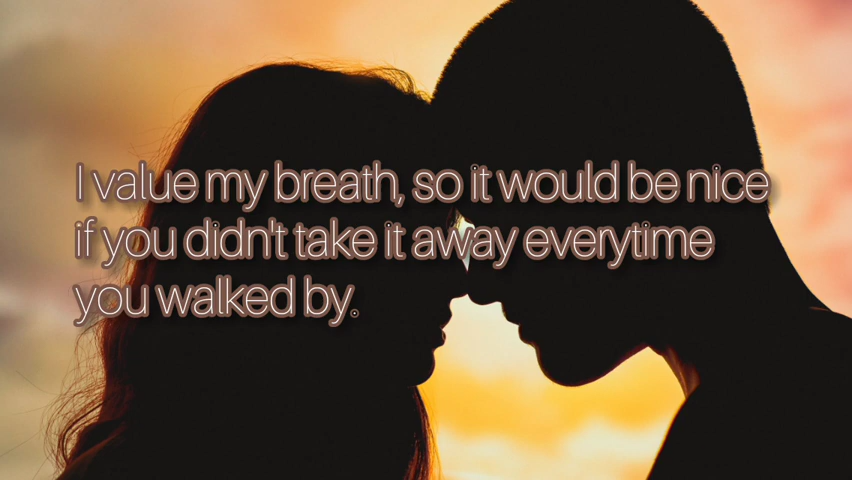 I value my breath, so it would be nice
if you didn't take it away everytime
you walked by.